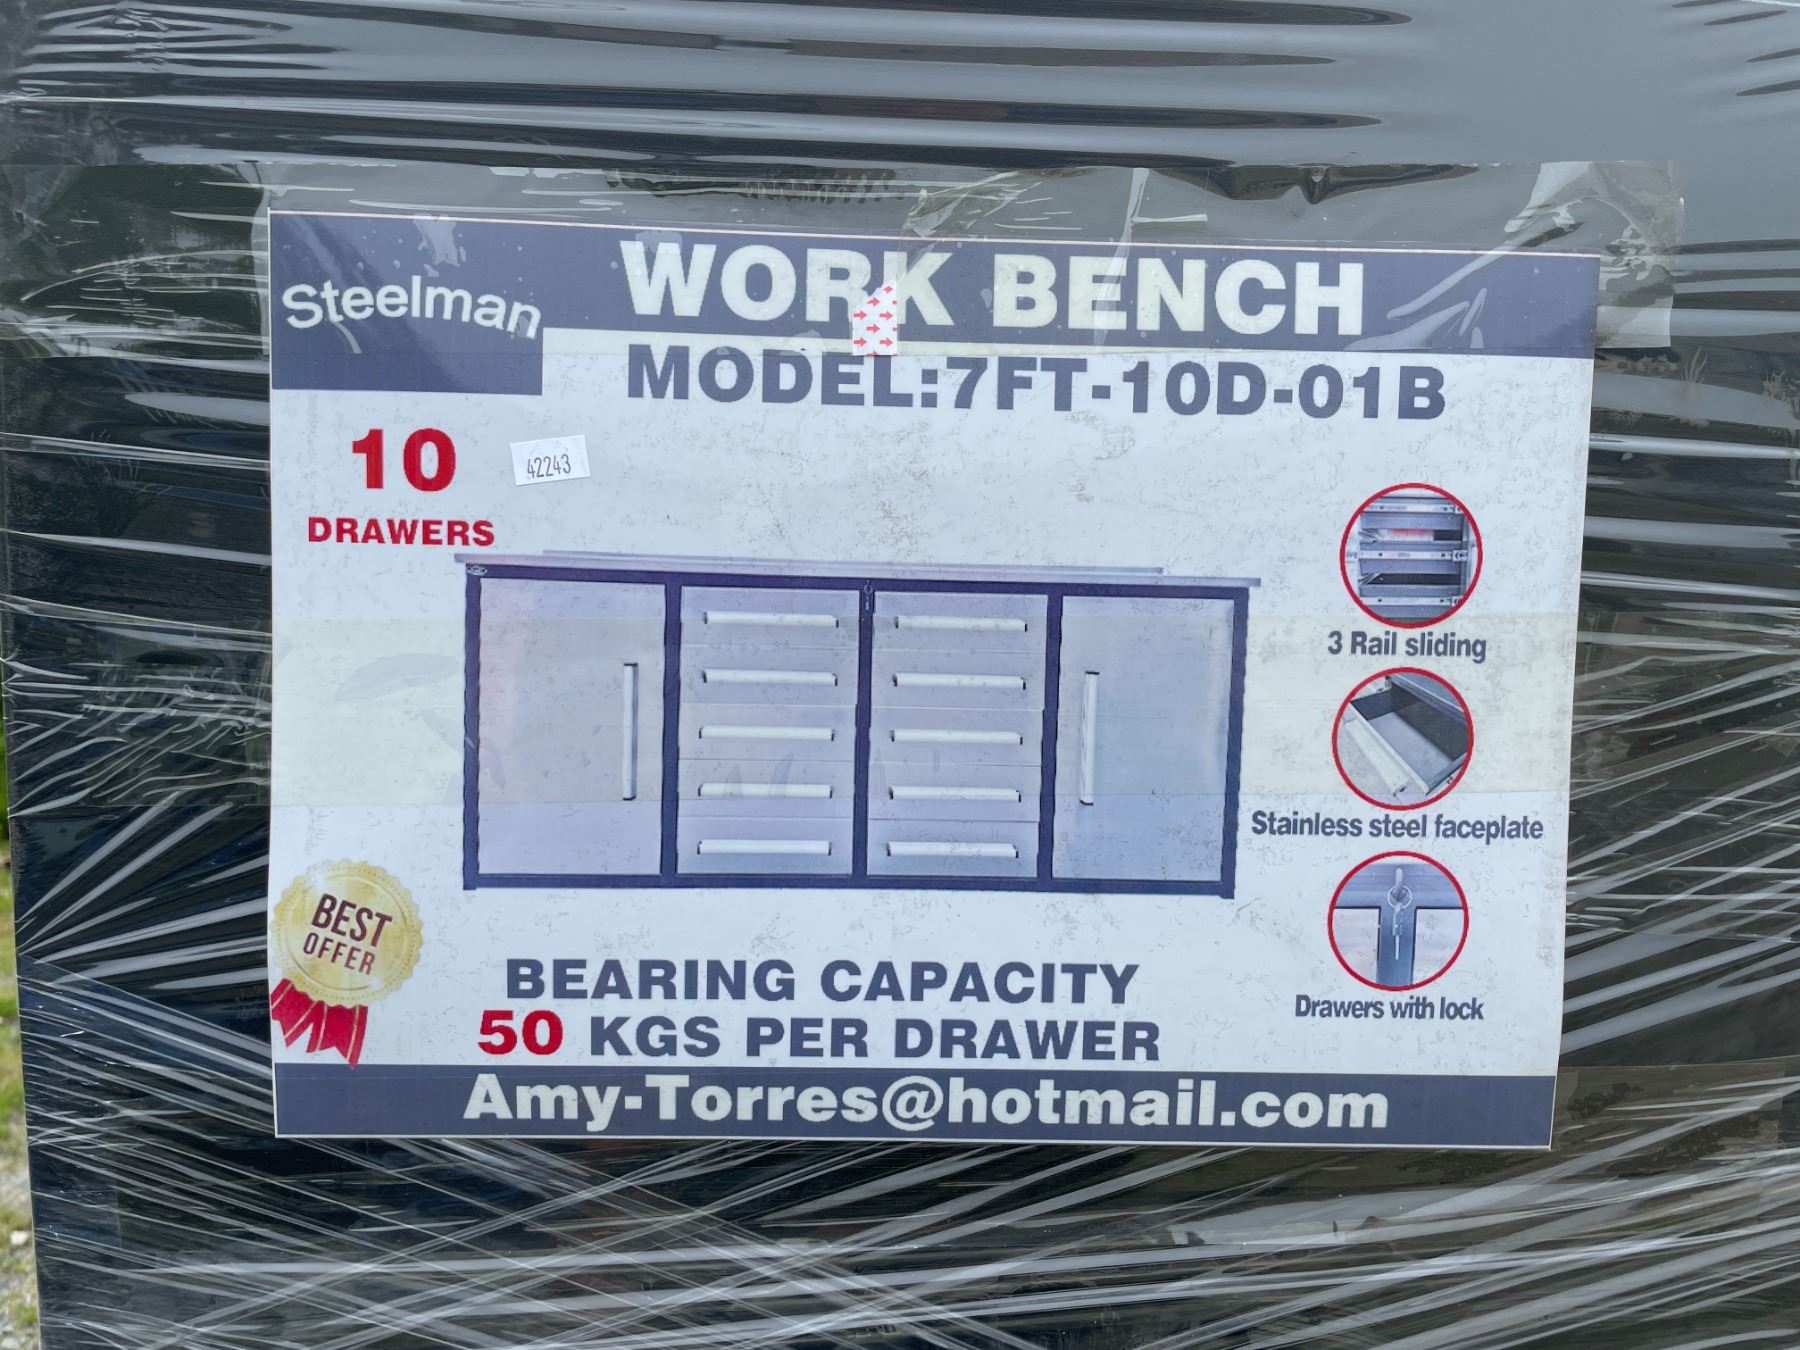 Steelman
WORK BENCH
MODEL:7FT-10D-01B
10
DRAWERS
42243
3 Rail sliding
Stainless steel faceplate
Drawers with lock
BEST
OFFER
BEARING CAPACITY
50 KGS PER DRAWER
Amy-Torres@hotmail.com